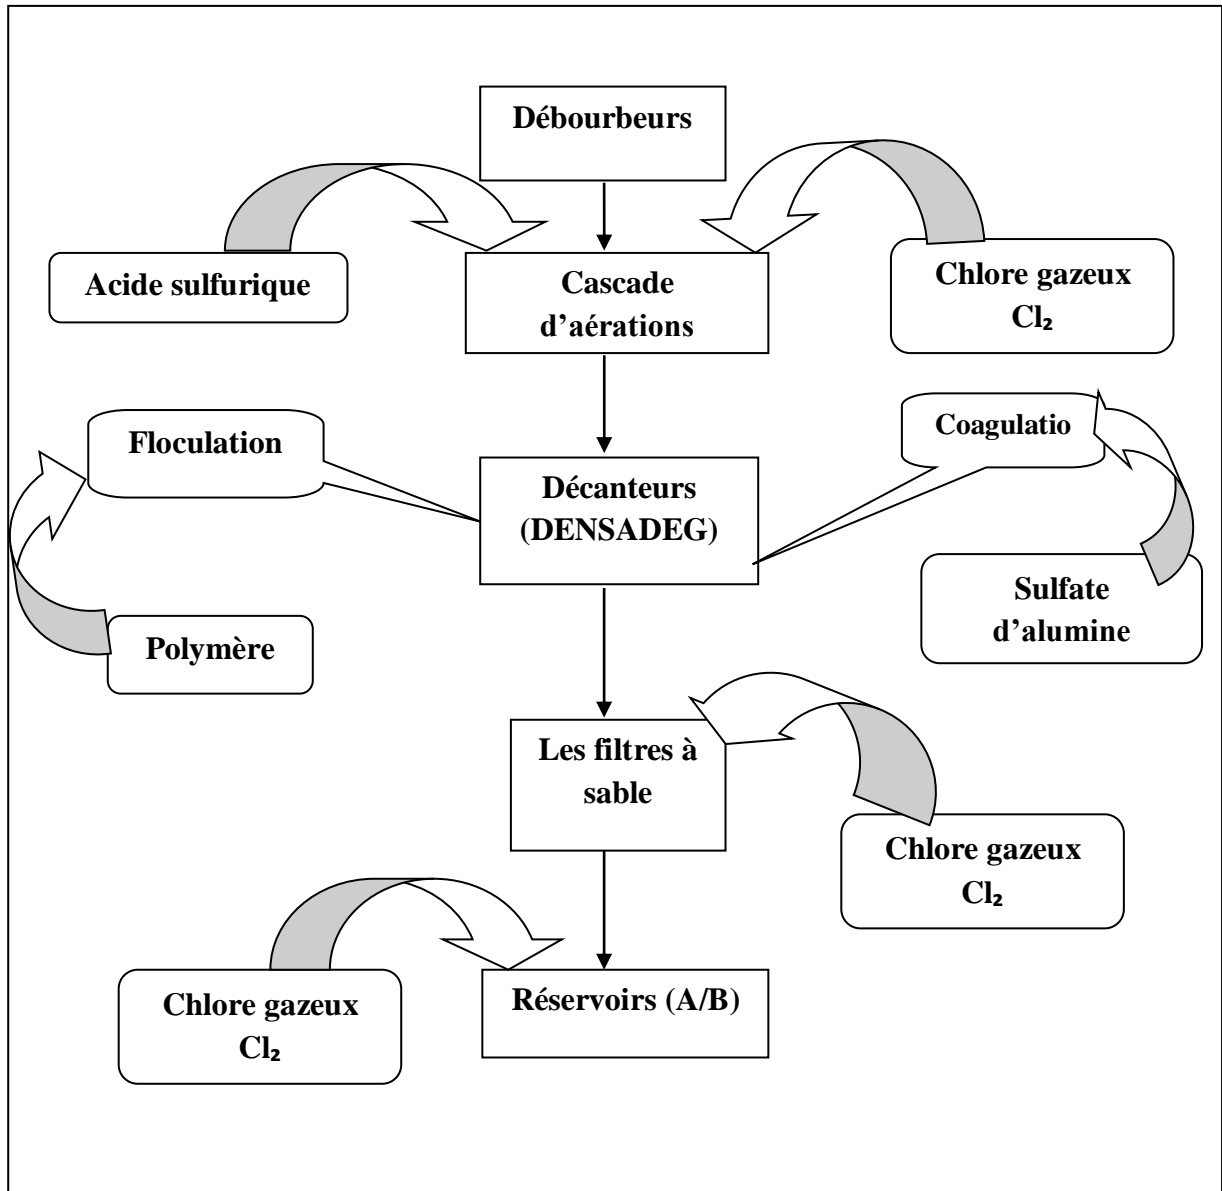 Débourbeurs
Acide sulfurique
Cascade
d’aérations
Chlore gazeux
Cl₂
Floculation
Coagulatio
Décanteurs
(DENSADEG)
Polymère
Sulfate
d’alumine
Les filtres à
sable
Chlore gazeux
Cl₂
Chlore gazeux
Cl₂
Réservoirs (A/B)